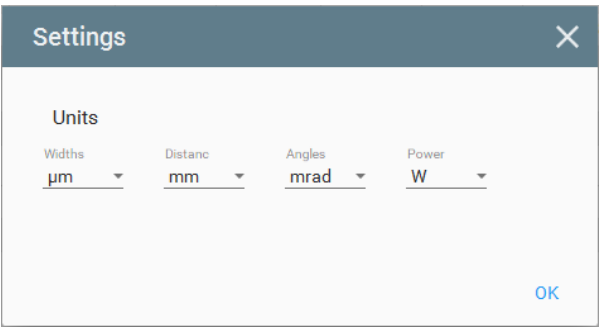 Settings
Units
Widths Distanc Angles Power
µm mm mrad W
OK